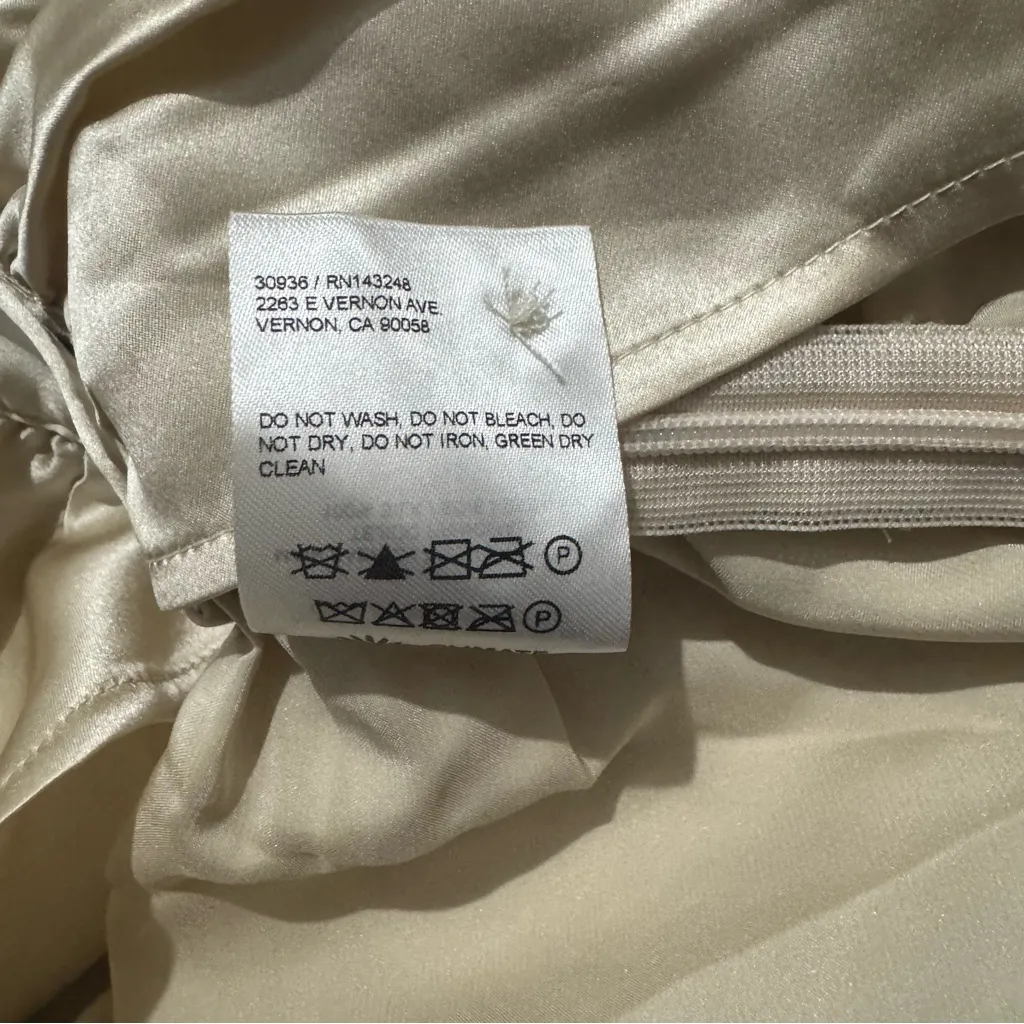 30936 / RN143248
2263 E VERNON AVE.
VERNON, CA 90058
DO NOT WASH, DO NOT BLEACH, DO
NOT DRY, DO NOT IRON, GREEN DRY
CLEAN
P
P